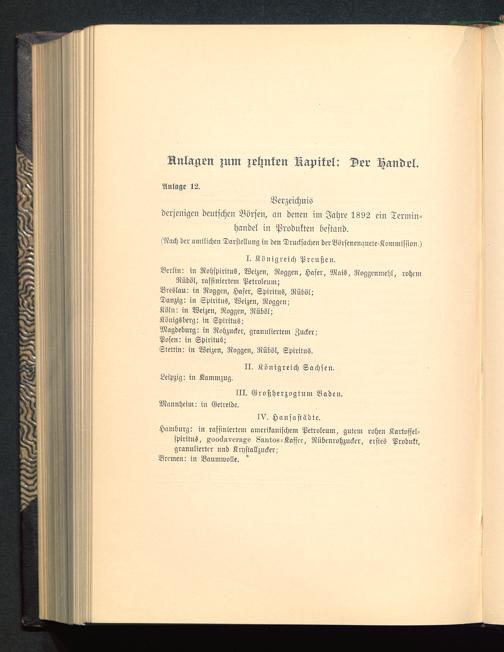 Anlagen zum zehnten Kapitel: Der Handel.
Anlage 12.
Verzeichnis
derjenigen deutschen Börsen, an denen im Jahre 1892 ein Termin-
handel in Produkten bestand.
(Nach der amtlichen Darstellung in den Drucksachen der Börsenenquete-Kommission.)
I. Königreich Preußen.
Berlin: in Rohspiritus, Weizen, Roggen, Hafer, Mais, Roggenmehl, rohem
Rüböl, raffiniertem Petroleum;
Breslau: in Roggen, Hafer, Spiritus, Rüböl;
Danzig: in Spiritus, Weizen, Roggen;
Köln: in Weizen, Roggen, Rüböl;
Königsberg: in Spiritus;
Magdeburg: in Rohzucker, granuliertem Zucker;
Posen: in Spiritus;
Stettin: in Weizen, Roggen, Rüböl, Spiritus.
II. Königreich Sachsen.
Leipzig: in Kammzug.
III. Großherzogtum Baden.
Mannheim: in Getreide.
IV. Hansastädte.
Hamburg: in raffiniertem amerikanischem Petroleum, gutem rohen Kartoffel-
spiritus, goodaverage Santos-Kaffee, Rübenrohzucker, erstes Produkt,
granulierter und Krystallzucker;
Bremen: in Baumwolle.